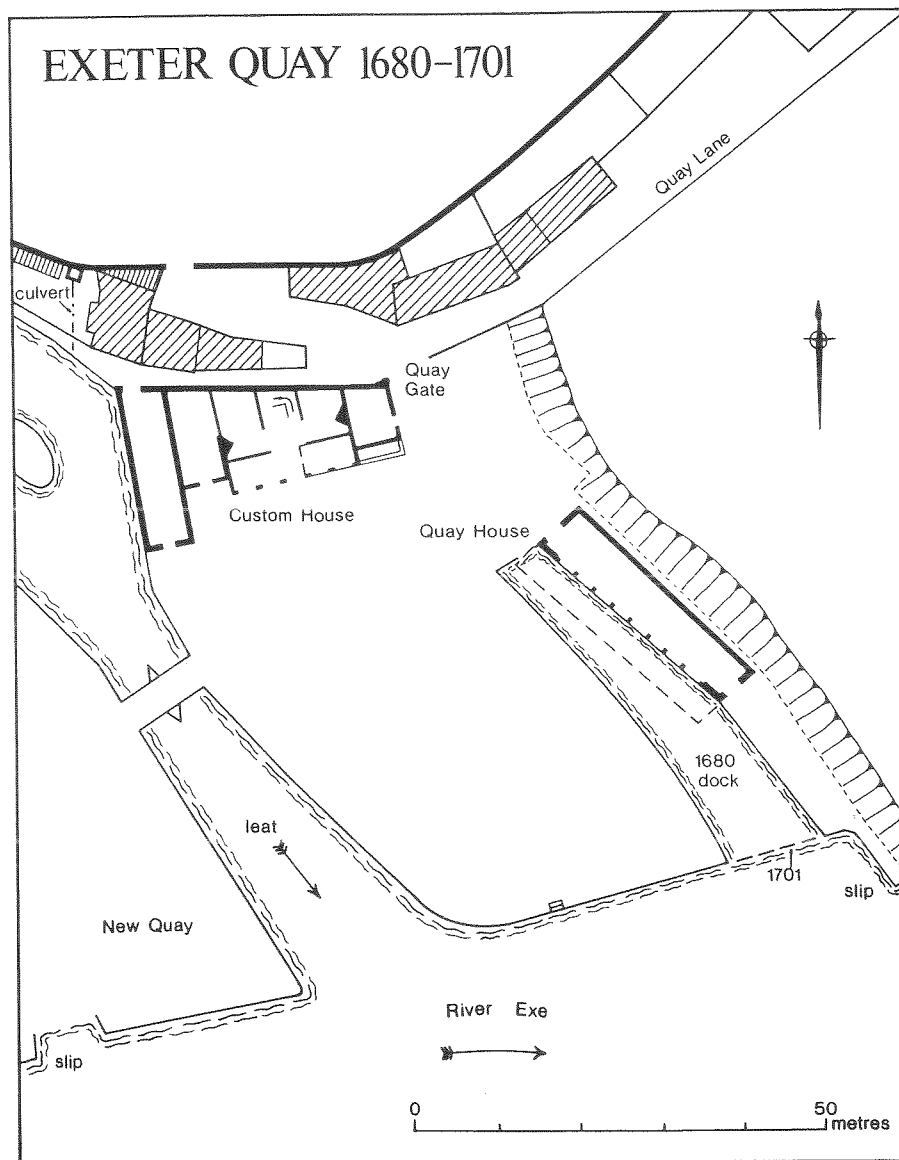 EXETER QUAY 1680–1701
Quay Lane
culvert
Quay
Gate
Custom House
Quay House
1680
dock
leat
1701
slip
New Quay
River Exe
slip
0
50
metres